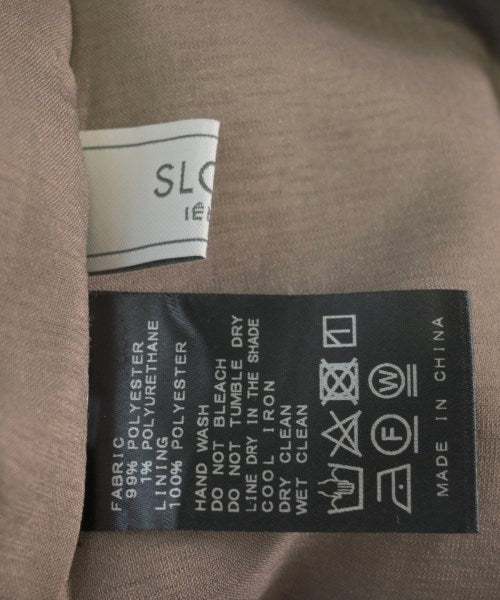 FABRIC
99% POLYESTER
1% POLYURETHANE
LINING
100% POLYESTER
HAND WASH
DO NOT BLEACH
DO NOT TUMBLE DRY
LINE DRY IN THE SHADE
COOL IRON
DRY CLEAN
WET CLEAN
F W
MADE IN CHINA